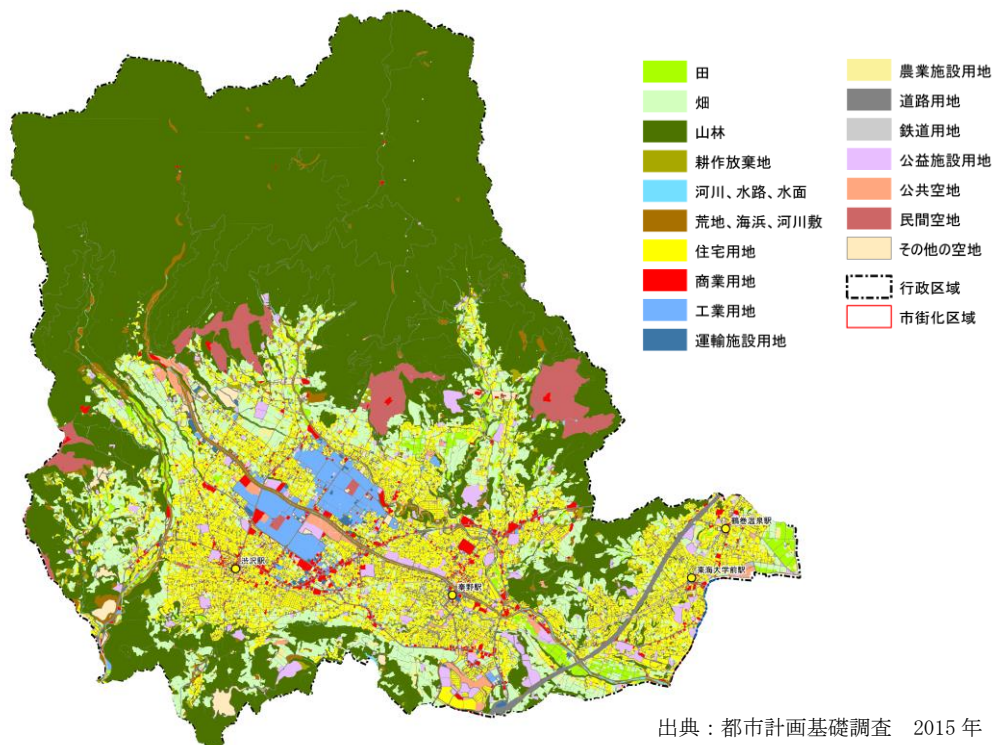 田
畑
山林
耕作放棄地
河川、水路、水面
荒地、海浜、河川敷
住宅用地
商業用地
工業用地
運輸施設用地
農業施設用地
道路用地
鉄道用地
公益施設用地
公共空地
民間空地
その他の空地
行政区域
市街化区域
鶴巻温泉駅
東海大学前駅
渋沢駅
秦野駅
出典：都市計画基礎調査 2015 年